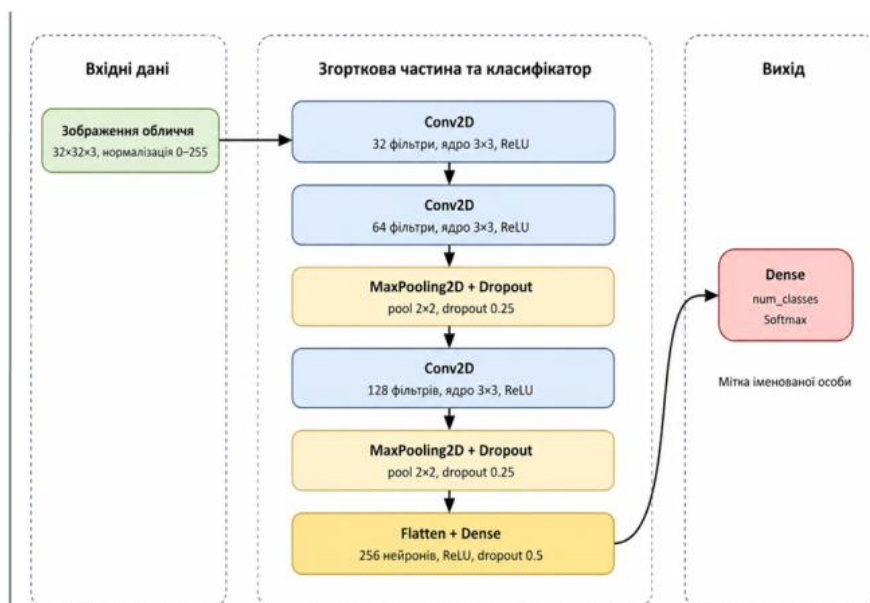 Вхідні дані
Зображення обличчя
32×32×3, нормалізація 0–255
Згорткова частина та класифікатор
Conv2D
32 фільтри, ядро 3×3, ReLU
Conv2D
64 фільтри, ядро 3×3, ReLU
MaxPooling2D + Dropout
pool 2×2, dropout 0.25
Conv2D
128 фільтрів, ядро 3×3, ReLU
MaxPooling2D + Dropout
pool 2×2, dropout 0.25
Flatten + Dense
256 нейронів, ReLU, dropout 0.5
Вихід
Dense
num_classes
Softmax
Мітка іменованої особи